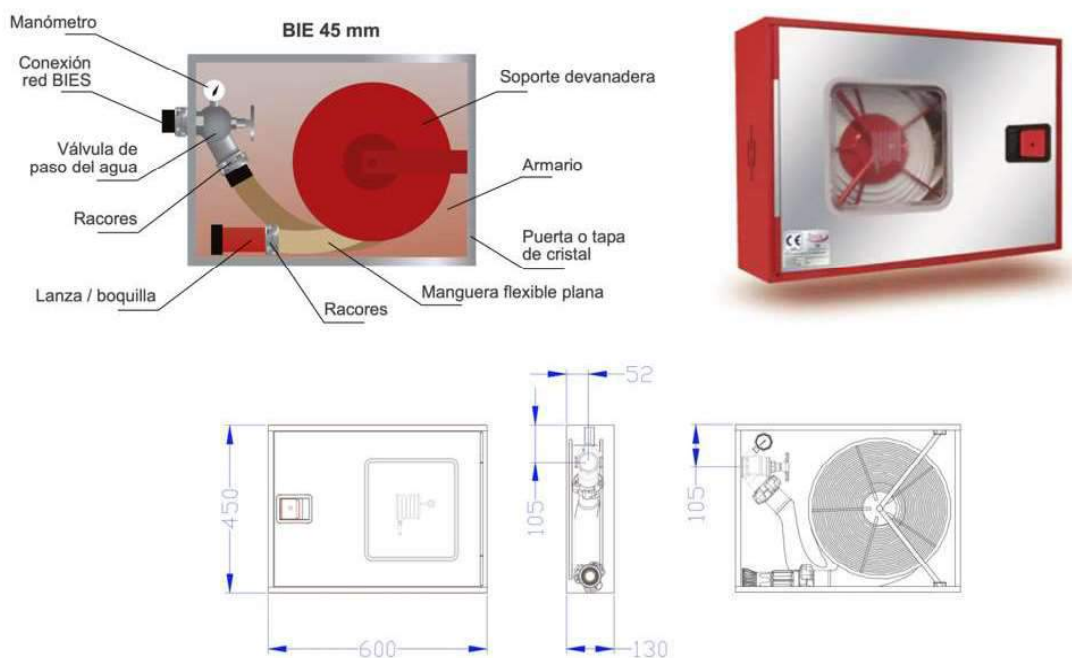 BIE 45 mm
Manómetro
Conexión
red BIES
Válvula de
paso del agua
Racores
Lanza / boquilla
Racores
Soporte devanadera
Armario
Puerta o tapa
de cristal
Manguera flexible plana
CE
52
450
105
105
600
130